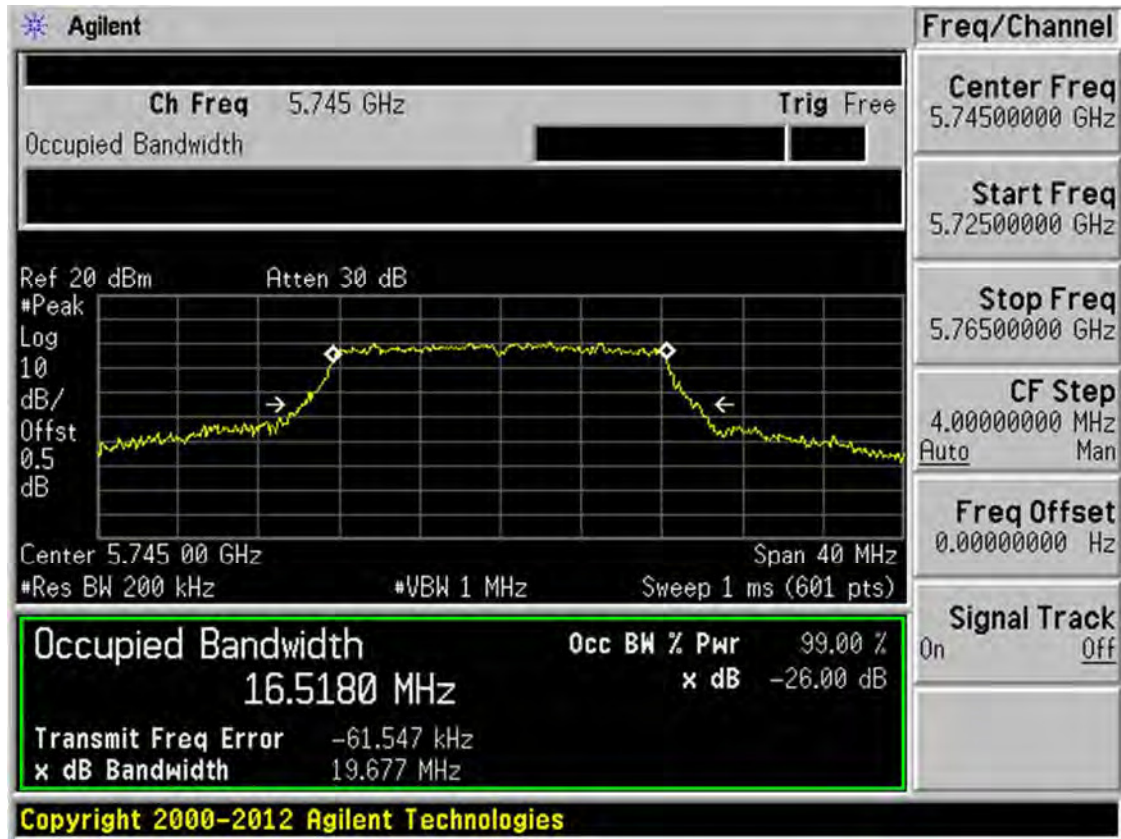 Agilent
Freq/Channel
Ch Freq 5.745 GHz Trig Free
Occupied Bandwidth
Center Freq
5.74500000 GHz
Start Freq
5.72500000 GHz
Stop Freq
5.76500000 GHz
CF Step
4.00000000 MHz
Auto Man
Freq Offset
0.00000000 Hz
Signal Track
On Off
Ref 20 dBm Atten 30 dB
#Peak
Log
10
dB/
Offst
0.5
dB
Center 5.745 00 GHz Span 40 MHz
#Res BW 200 kHz #VBW 1 MHz Sweep 1 ms (601 pts)
Occupied Bandwidth
16.5180 MHz
Occ BW % Pwr 99.00 %
x dB -26.00 dB
Transmit Freq Error -61.547 kHz
x dB Bandwidth 19.677 MHz
Copyright 2000-2012 Agilent Technologies